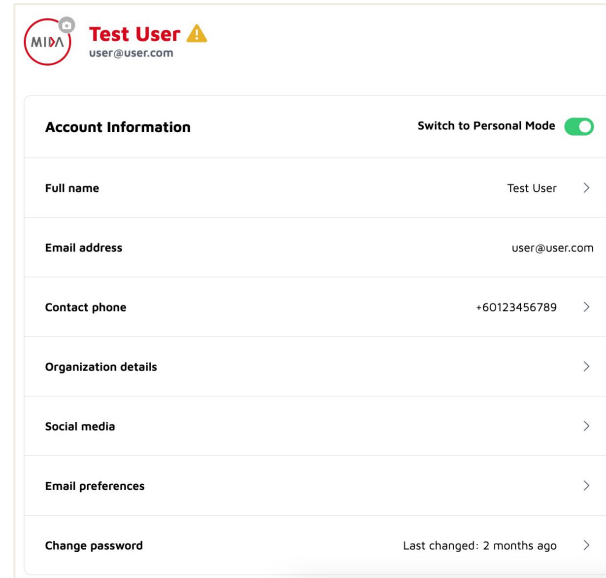 MIDA
Test User
user@user.com
Account Information
Switch to Personal Mode
Full name
Test User
Email address
user@user.com
Contact phone
+60123456789
Organization details
Social media
Email preferences
Change password
Last changed: 2 months ago